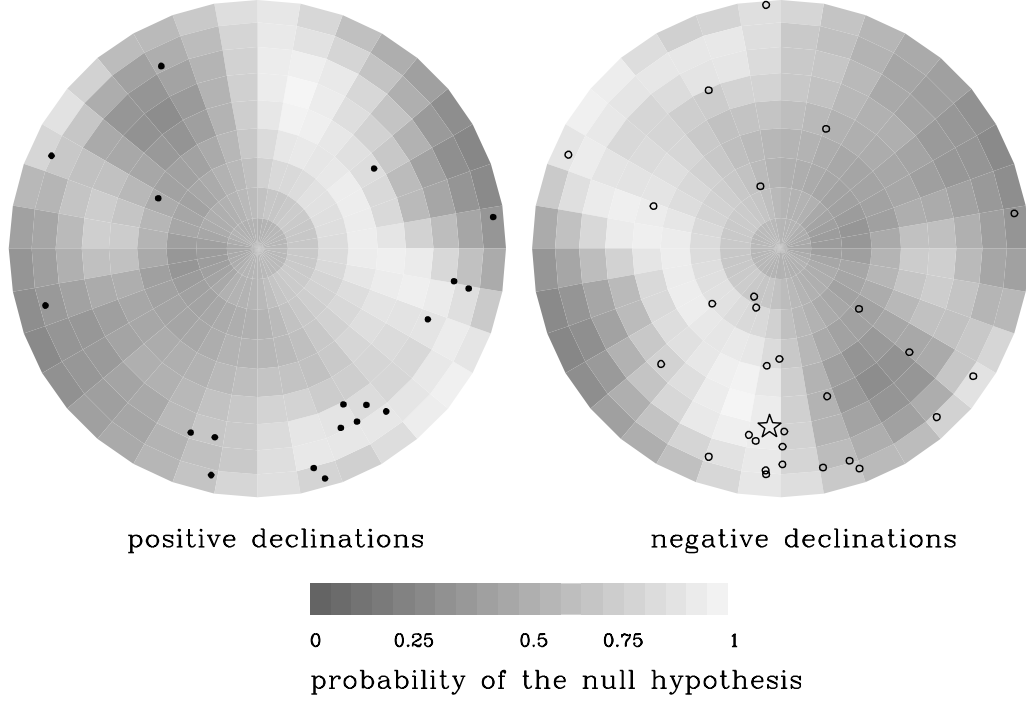 positive declinations
negative declinations
0 0.25 0.5 0.75 1
probability of the null hypothesis